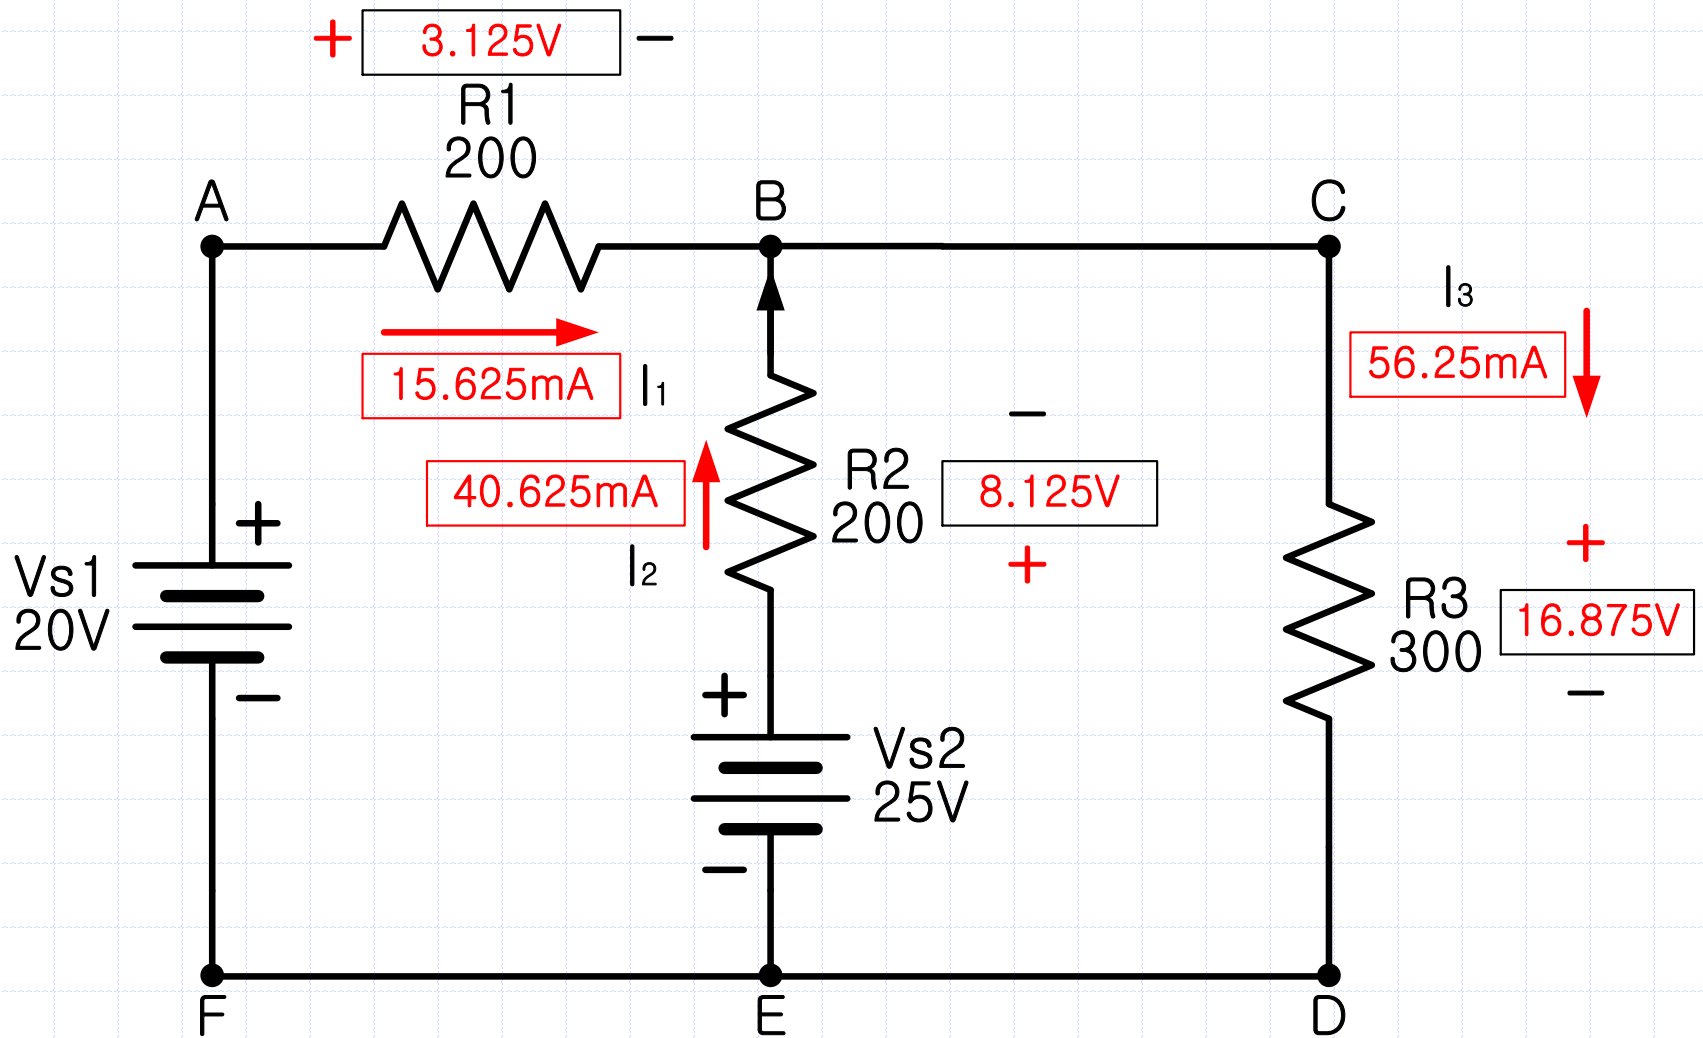 + 3.125V −
R1
200
A
B
C
I3
56.25mA
15.625mA I1
40.625mA
I2
R2
200
−
8.125V
+
+
Vs1
20V
−
+
R3
300
16.875V
−
+
Vs2
25V
−
F
E
D